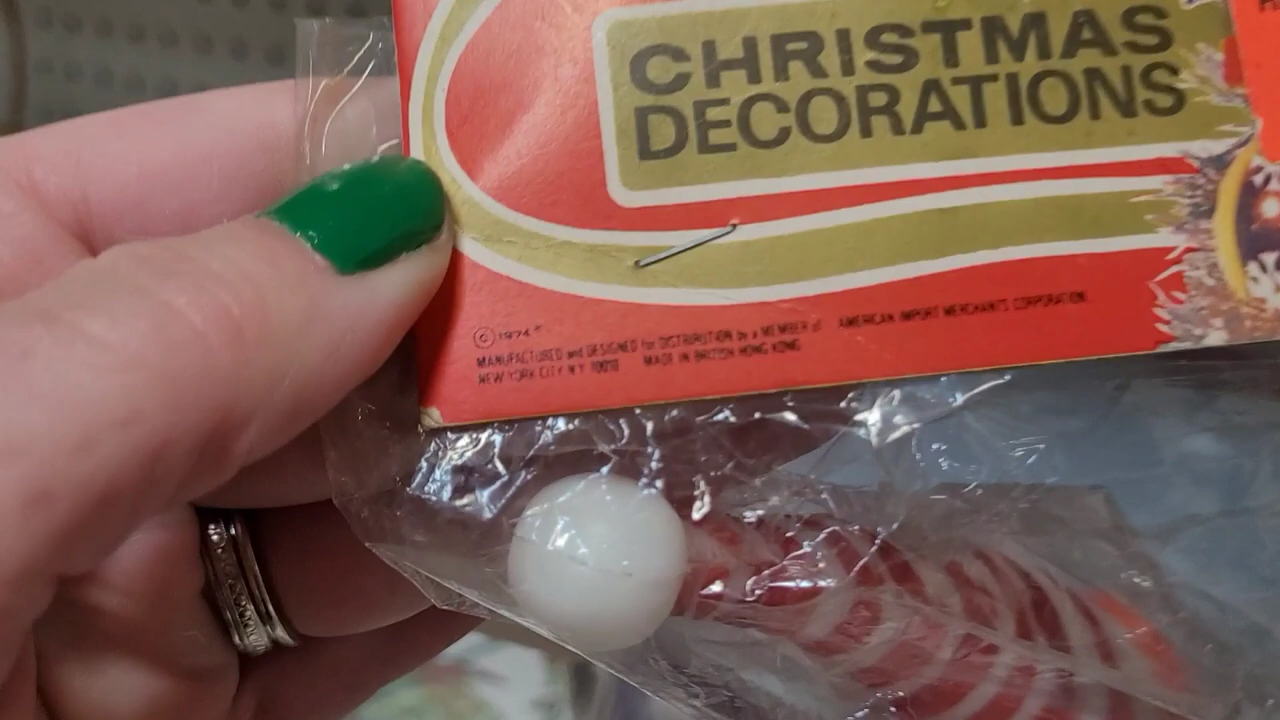 CHRISTMAS
DECORATIONS
© 1974
MANUFACTURED and DESIGNED for DISTRIBUTION by a MEMBER of AMERICAN IMPORT MERCHANTS CORPORATION
NEW YORK CITY N Y MADE IN BRITISH HONG KONG